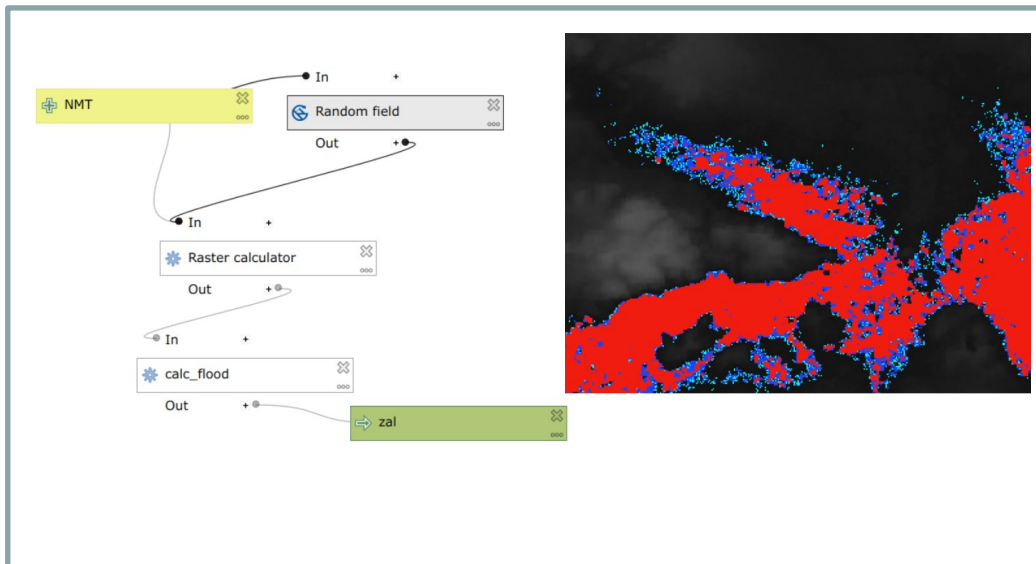 In +
NMT
Random field
Out +
In +
Raster calculator
Out +
In +
calc_flood
Out +
zal